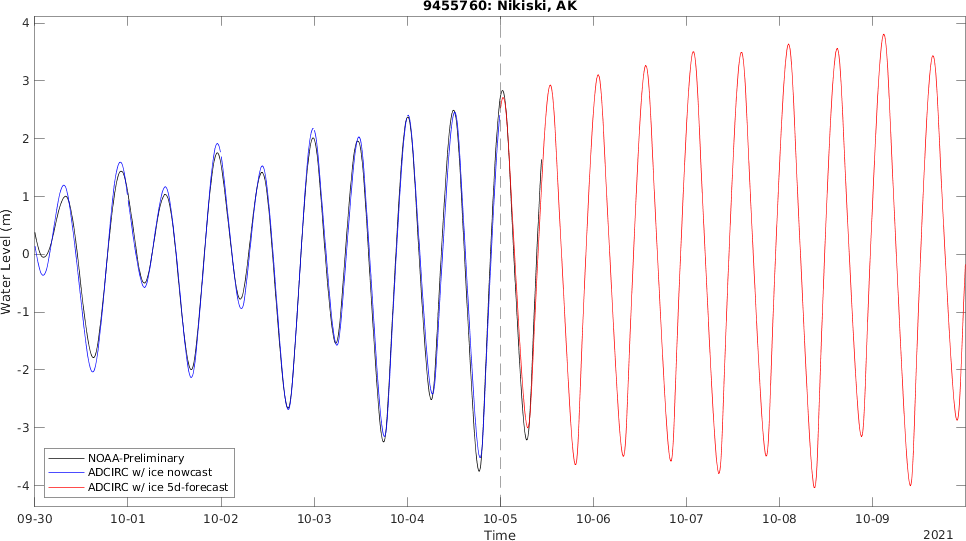 9455760: Nikiski, AK
4
3
2
1
0
-1
-2
-3
-4
Water Level (m)
NOAA-Preliminary
ADCIRC w/ ice nowcast
ADCIRC w/ ice 5d-forecast
09-30 10-01 10-02 10-03 10-04 10-05 10-06 10-07 10-08 10-09
Time
2021